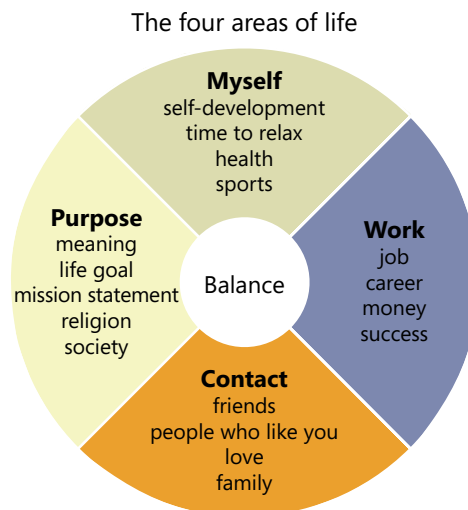 The four areas of life
Myself
self-development
time to relax
health
sports
Purpose
meaning
life goal
mission statement
religion
society
Balance
Work
job
career
money
success
Contact
friends
people who like you
love
family